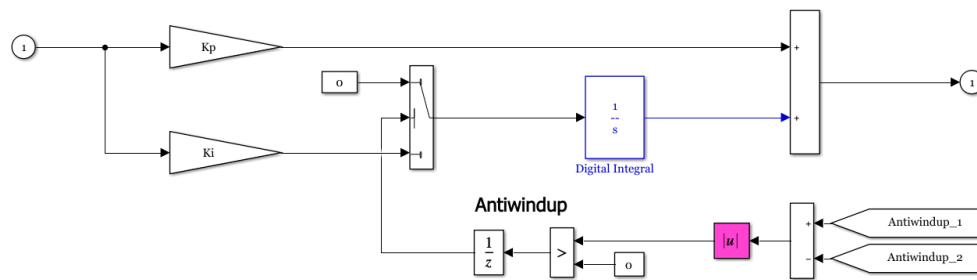 1
Kp
0
1
--
s
+
+
1
Ki
Digital Integral
Antiwindup
1
z
>
0
|u|
+
−
Antiwindup_1
Antiwindup_2